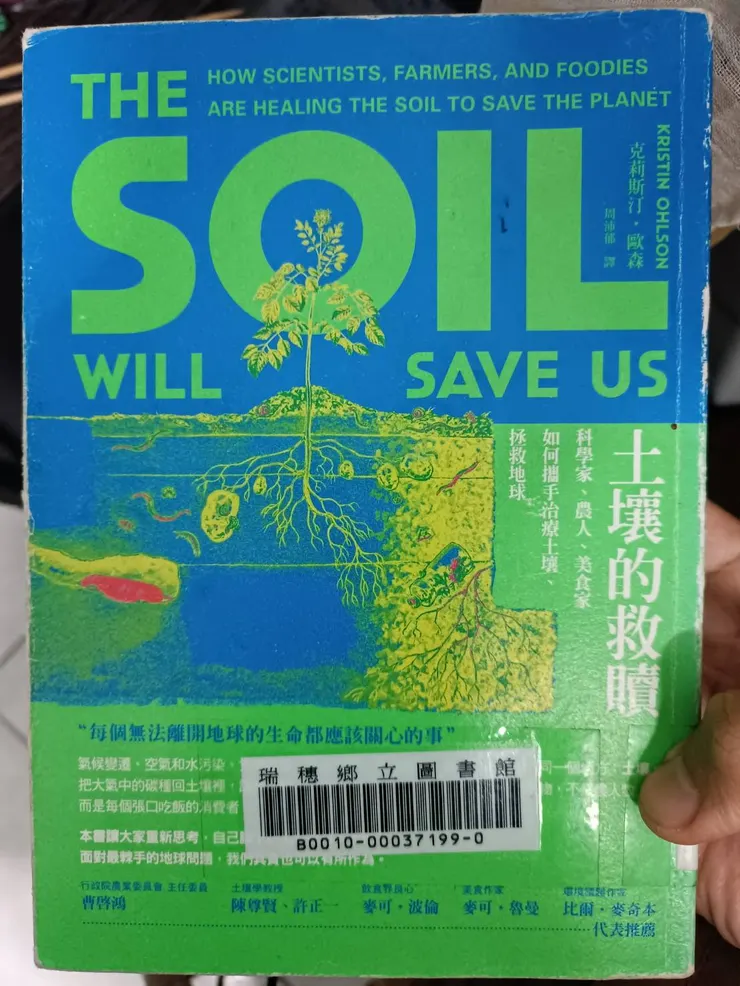 THE
HOW SCIENTISTS, FARMERS, AND FOODIES
ARE HEALING THE SOIL TO SAVE THE PLANET
SOIL
WILL SAVE US
KRISTIN OHLSON
克莉斯汀・歐森
周沛郁 譯
土壤的救贖
科學家、農人、美食家
如何攜手治療土壤、
拯救地球
“每個無法離開地球的生命都應該關心的事”
氣候變遷，空氣和水污染，
同一個 土壤
把大氣中的碳種回土壤裡，
物，不
而是每個張口吃飯的消費者
瑞穗鄉立圖書館
B0010-00037199-0
本書讓大家重新思考，自己
面對最棘手的地球問題，我們其實也可以有所作為。
行政院農業委員會 主任委員
曹啓鴻
土壤學教授
陳尊賢、許正一
飲食野良心
麥可・波倫
美食作家
麥可・魯曼
環境議題作家
比爾・麥奇本
代表推薦